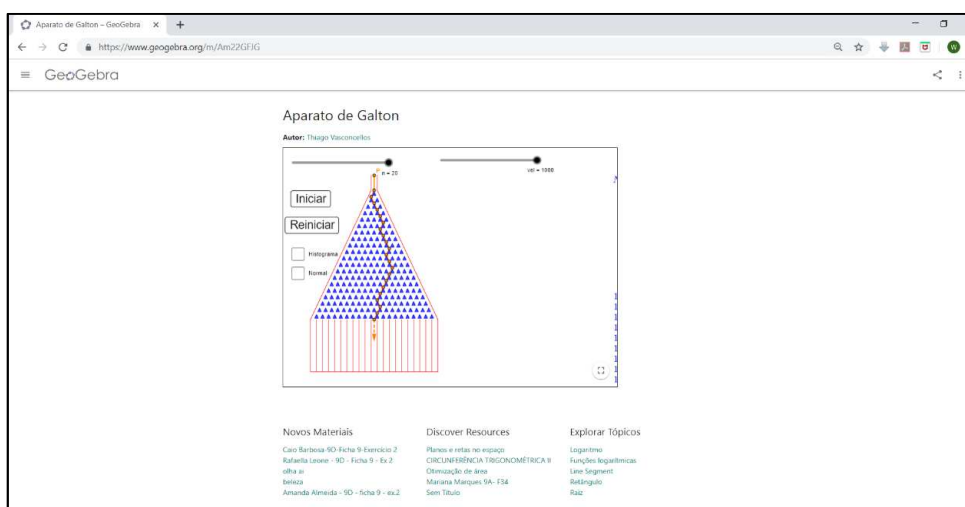 Aparato de Galton – GeoGebra
https://www.geogebra.org/m/Am22GFJG
W
GeoGebra
Aparato de Galton
Autor: Thiago Vasconcellos
n = 20
val = 1000
Iniciar
Reiniciar
Histograma
Normal
Novos Materiais
Caio Barbosa 9D-Ficha 9-Exercício 2
Rafaella Leone - 9D - Ficha 9 - Ex 2
olha ai
beleza
Amanda Almeida - 9D - ficha 9 - ex.2
Discover Resources
Planos e retas no espaço
CIRCUNFERÊNCIA TRIGONOMÉTRICA II
Otimização de área
Mariana Marques 9A- F34
Sem Título
Explorar Tópicos
Logaritmo
Funções logarítmicas
Line Segment
Retângulo
Raiz